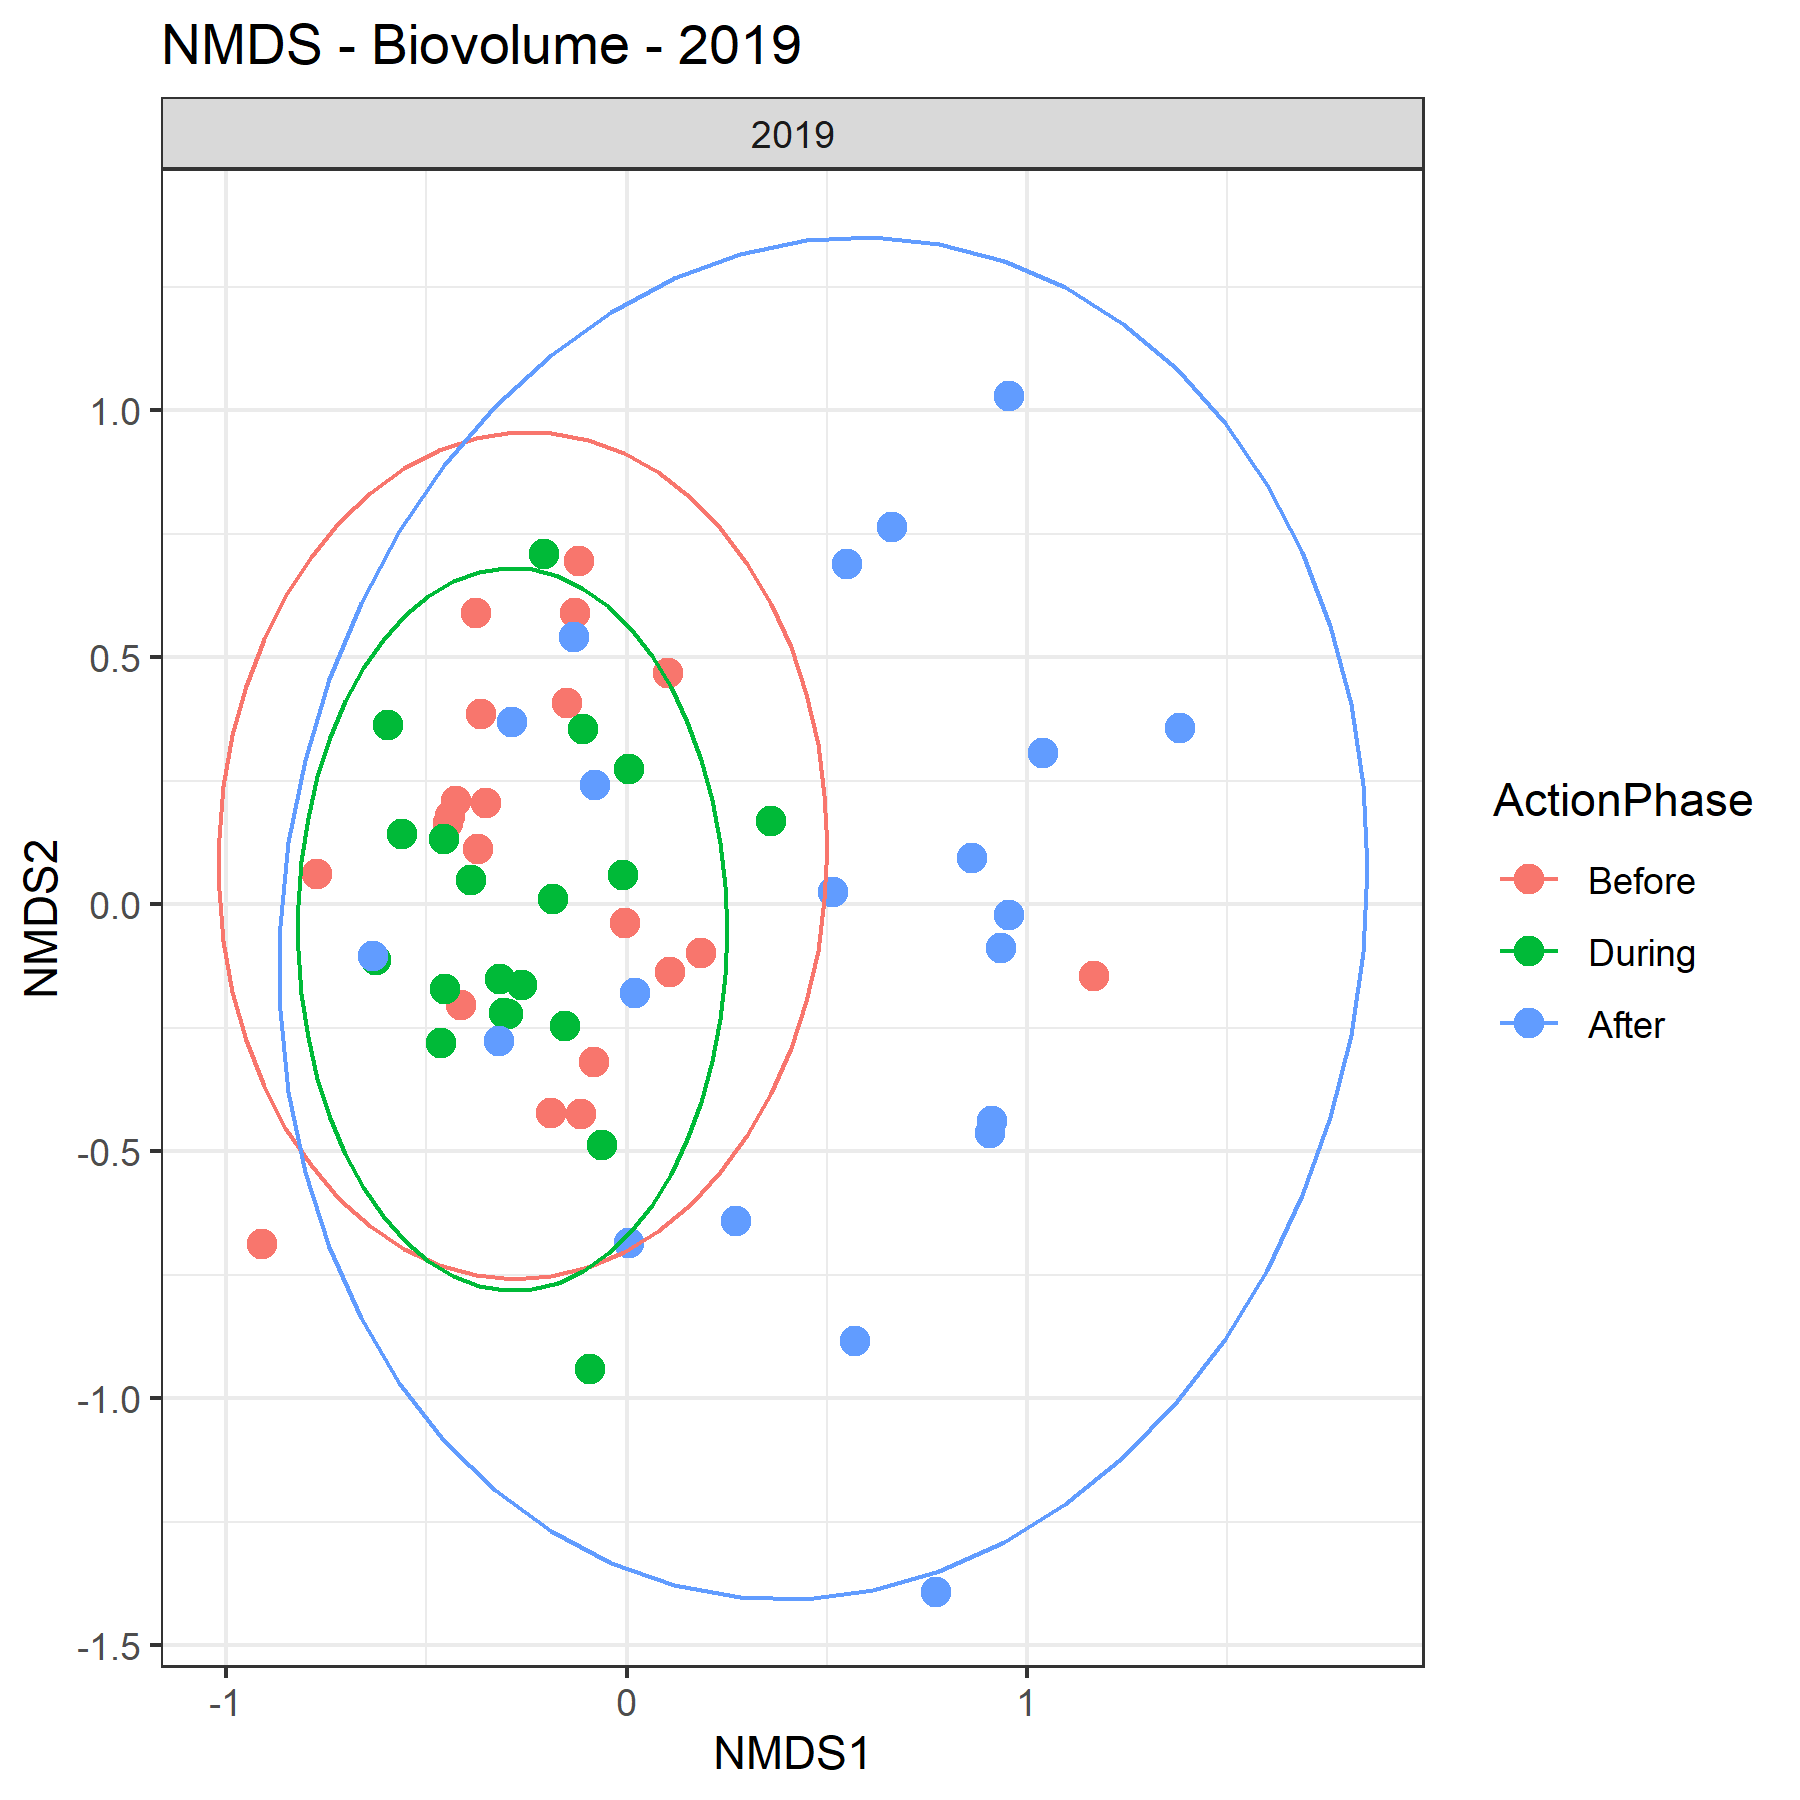 NMDS - Biovolume - 2019
2019
1.0
0.5
0.0
-0.5
-1.0
-1.5
NMDS2
-1
0
1
NMDS1
ActionPhase
Before
During
After